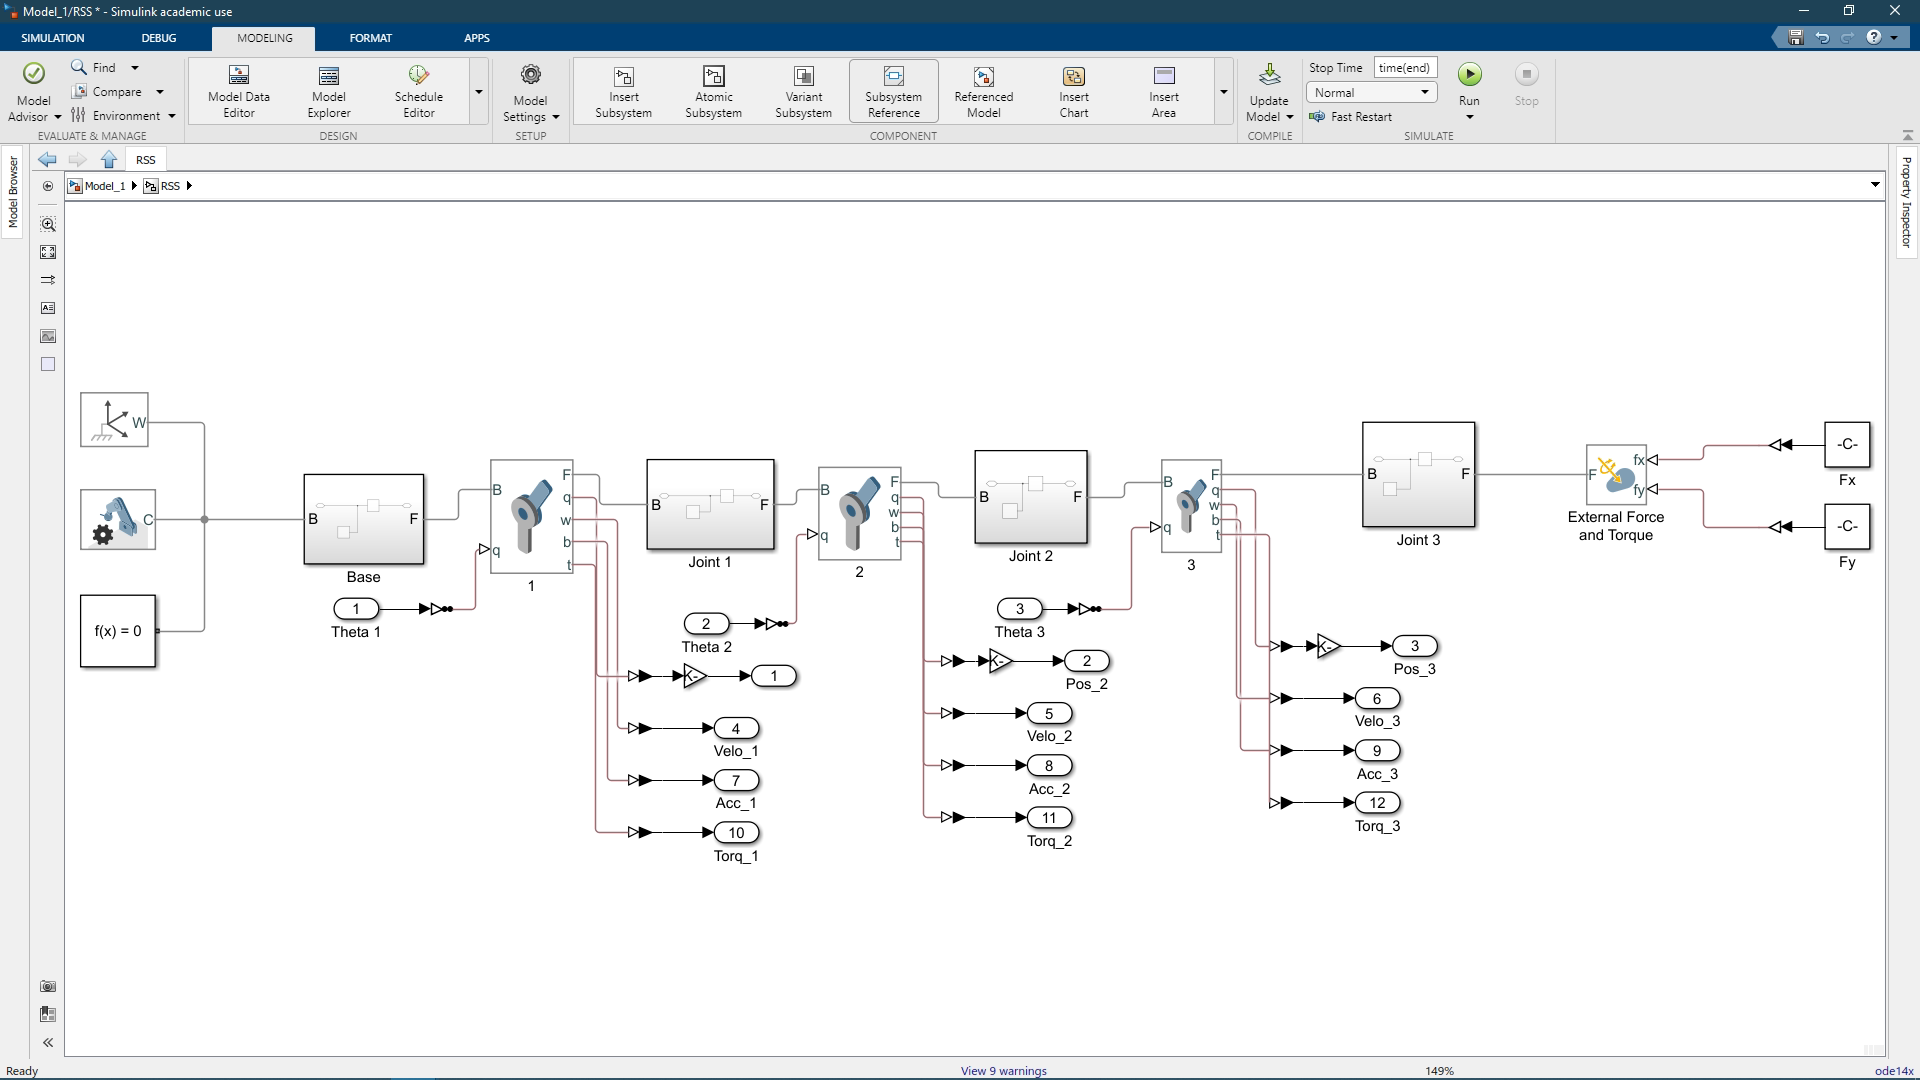 Model_1/RSS * - Simulink academic use
SIMULATION
DEBUG
MODELING
FORMAT
APPS
Model
Advisor
Find
Compare
Environment
EVALUATE & MANAGE
Model Data
Editor
Model
Explorer
Schedule
Editor
DESIGN
Model
Settings
SETUP
Insert
Subsystem
Atomic
Subsystem
Variant
Subsystem
Subsystem
Reference
Referenced
Model
Insert
Chart
Insert
Area
COMPONENT
Update
Model
COMPILE
Stop Time
time(end)
Normal
Fast Restart
Run
Stop
SIMULATE
Model Browser
Property Inspector
RSS
Model_1
RSS
W
C
f(x) = 0
B
F
Base
1
Theta 1
B
q
F
q
w
b
t
1
B
F
Joint 1
2
Theta 2
K-
1
4
Velo_1
7
Acc_1
10
Torq_1
B
q
F
q
w
b
t
2
B
F
Joint 2
3
Theta 3
K-
2
Pos_2
5
Velo_2
8
Acc_2
11
Torq_2
B
q
F
q
w
b
t
3
B
F
Joint 3
K-
3
Pos_3
6
Velo_3
9
Acc_3
12
Torq_3
F
fx
fy
External Force
and Torque
-C-
Fx
-C-
Fy
Ready
View 9 warnings
149%
ode14x